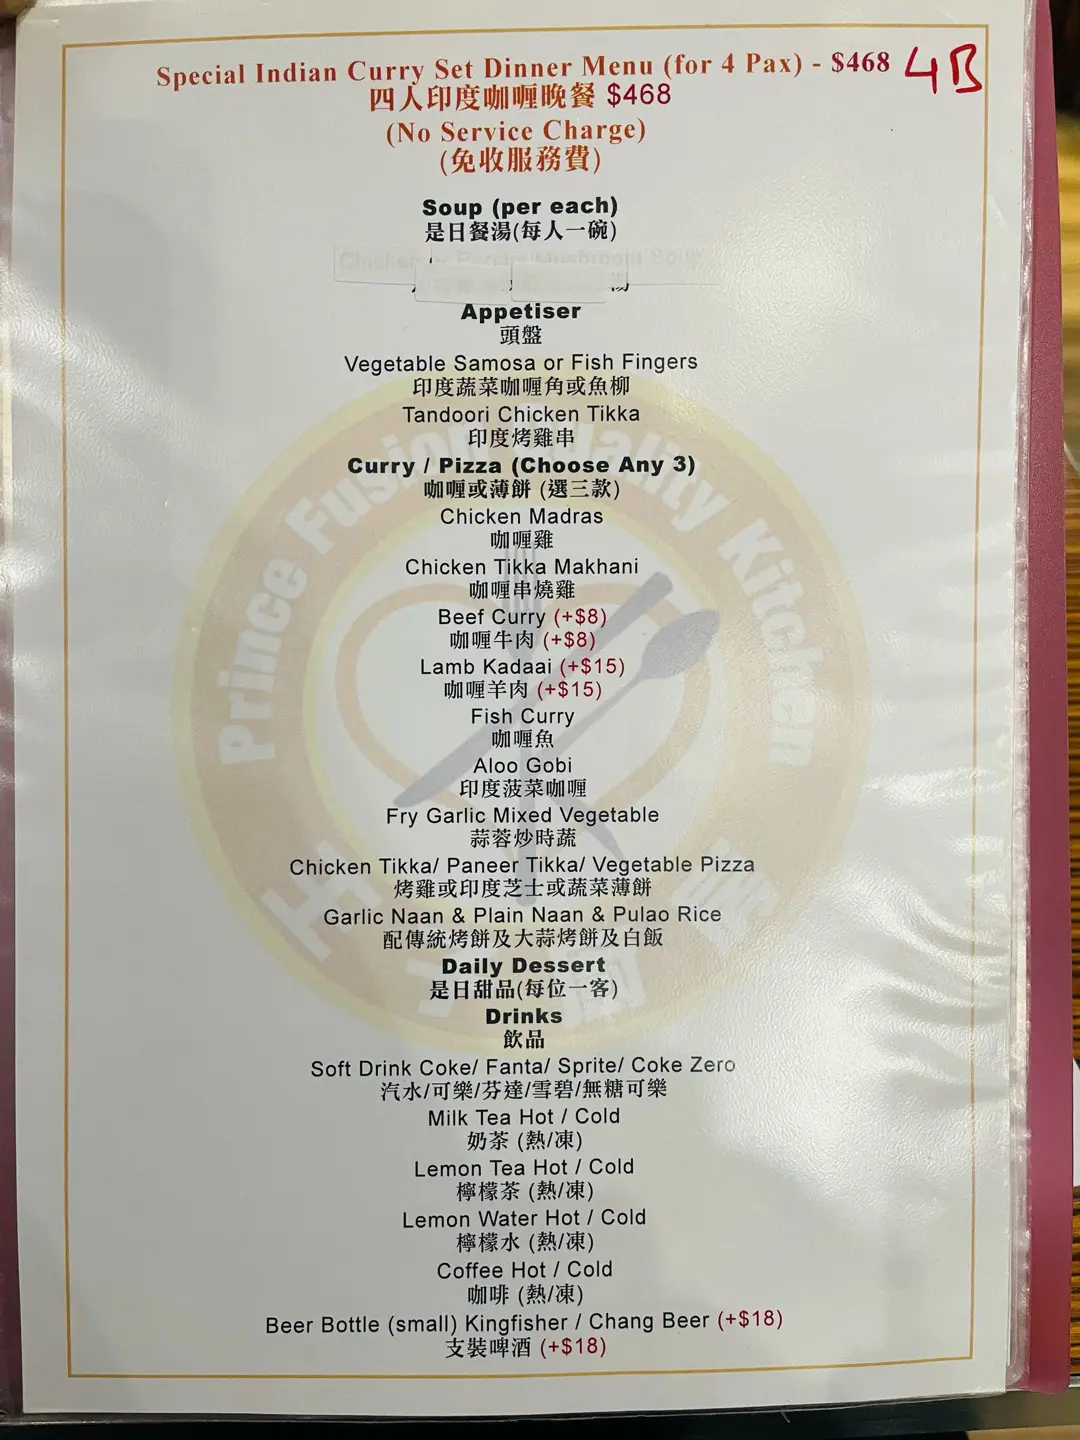 Special Indian Curry Set Dinner Menu (for 4 Pax) - $468 4B
四人印度咖喱晚餐 $468
(No Service Charge)
(免收服務費)
Soup (per each)
是日餐湯(每人一碗)
Appetiser
頭盤
Vegetable Samosa or Fish Fingers
印度蔬菜咖喱角或魚柳
Tandoori Chicken Tikka
印度烤雞串
Curry / Pizza (Choose Any 3)
咖喱或薄餅 (選三款)
Chicken Madras
咖喱雞
Chicken Tikka Makhani
咖喱串燒雞
Beef Curry (+$8)
咖喱牛肉 (+$8)
Lamb Kadaai (+$15)
咖喱羊肉 (+$15)
Fish Curry
咖喱魚
Aloo Gobi
印度菠菜咖喱
Fry Garlic Mixed Vegetable
蒜蓉炒時蔬
Chicken Tikka/ Paneer Tikka/ Vegetable Pizza
烤雞或印度芝士或蔬菜薄餅
Garlic Naan & Plain Naan & Pulao Rice
配傳統烤餅及大蒜烤餅及白飯
Daily Dessert
是日甜品(每位一客)
Drinks
飲品
Soft Drink Coke/ Fanta/ Sprite/ Coke Zero
汽水/可樂/芬達/雪碧/無糖可樂
Milk Tea Hot / Cold
奶茶 (熱/凍)
Lemon Tea Hot / Cold
檸檬茶 (熱/凍)
Lemon Water Hot / Cold
檸檬水 (熱/凍)
Coffee Hot / Cold
咖啡 (熱/凍)
Beer Bottle (small) Kingfisher / Chang Beer (+$18)
支裝啤酒 (+$18)
Prince Fusion Quality Kitchen